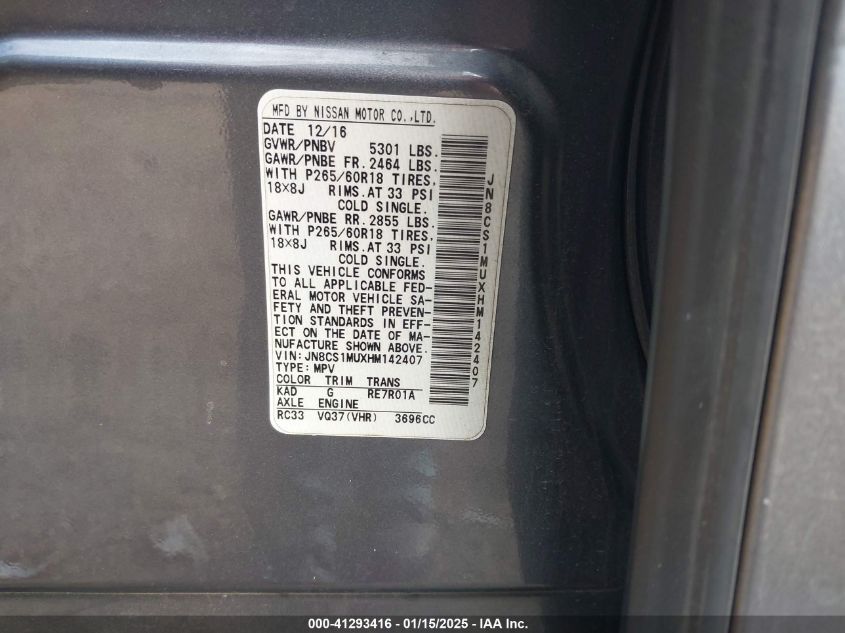 MFD BY NISSAN MOTOR CO.,LTD.
DATE 12/16
GVWR/PNBV 5301 LBS.
GAWR/PNBE FR. 2464 LBS.
WITH P265/60R18 TIRES,
18×8J RIMS. AT 33 PSI
COLD SINGLE.
GAWR/PNBE RR. 2855 LBS.
WITH P265/60R18 TIRES,
18×8J RIMS. AT 33 PSI
COLD SINGLE.
THIS VEHICLE CONFORMS
TO ALL APPLICABLE FED-
ERAL MOTOR VEHICLE SA-
FETY AND THEFT PREVEN-
TION STANDARDS IN EFF-
ECT ON THE DATE OF MA-
NUFACTURE SHOWN ABOVE.
VIN: JN8CS1MUXHM142407
TYPE: MPV
COLOR TRIM TRANS
KAD G RE7R01A
AXLE ENGINE
RC33 VQ37(VHR) 3696CC
JN8CS1MUXHM142407
000-41293416 - 01/15/2025 - IAA Inc.